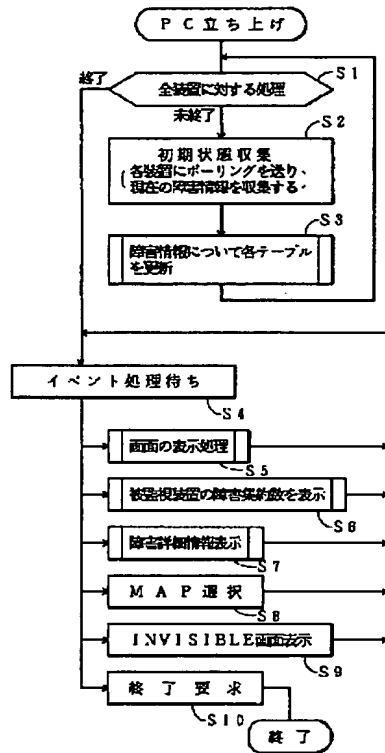 PC立ち上げ
終了
全装置に対する処理
S1
未終了
S2
初期状態収集
各装置にポーリングを送り、
現在の障害情報を収集する
S3
障害情報について各テーブル
を更新
イベント処理待ち
S4
画面の表示処理
S5
被監視装置の障害集約数を表示
S6
障害詳細情報表示
S7
MAP選択
S8
INVISIBLE画面表示
S9
終了要求
S10
終了